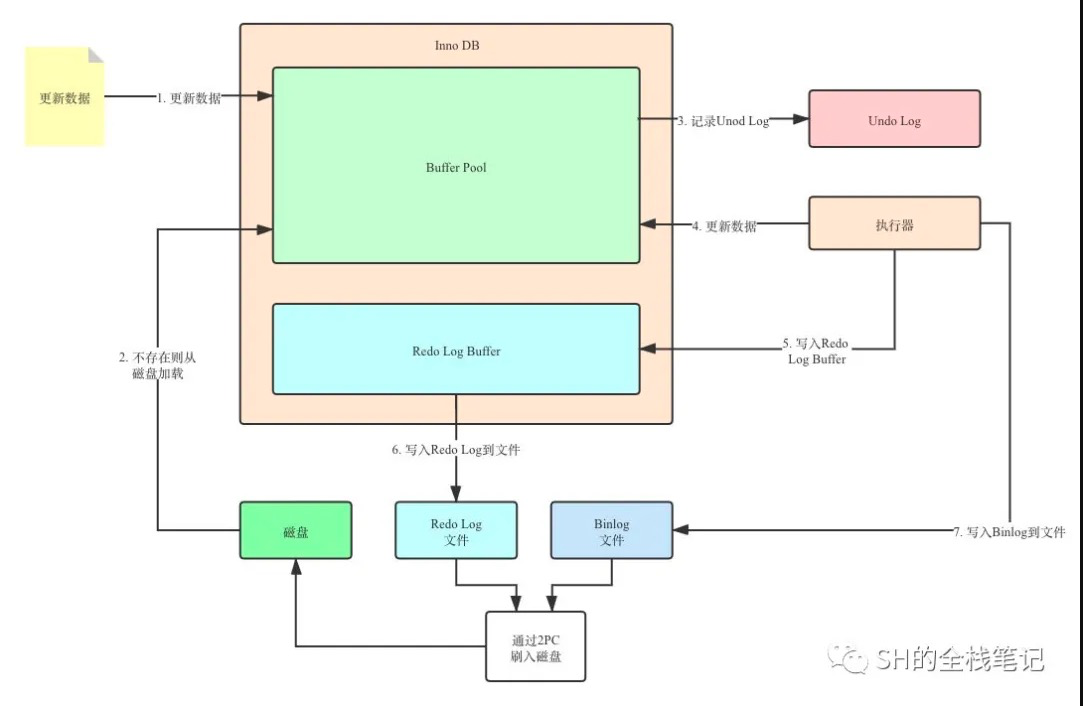 Inno DB
更新数据
1. 更新数据
Buffer Pool
3. 记录Unod Log
Undo Log
4. 更新数据
执行器
2. 不存在则从
磁盘加载
Redo Log Buffer
5. 写入Redo
Log Buffer
6. 写入Redo Log到文件
磁盘
Redo Log
文件
Binlog
文件
7. 写入Binlog到文件
通过2PC
刷入磁盘
SH的全栈笔记